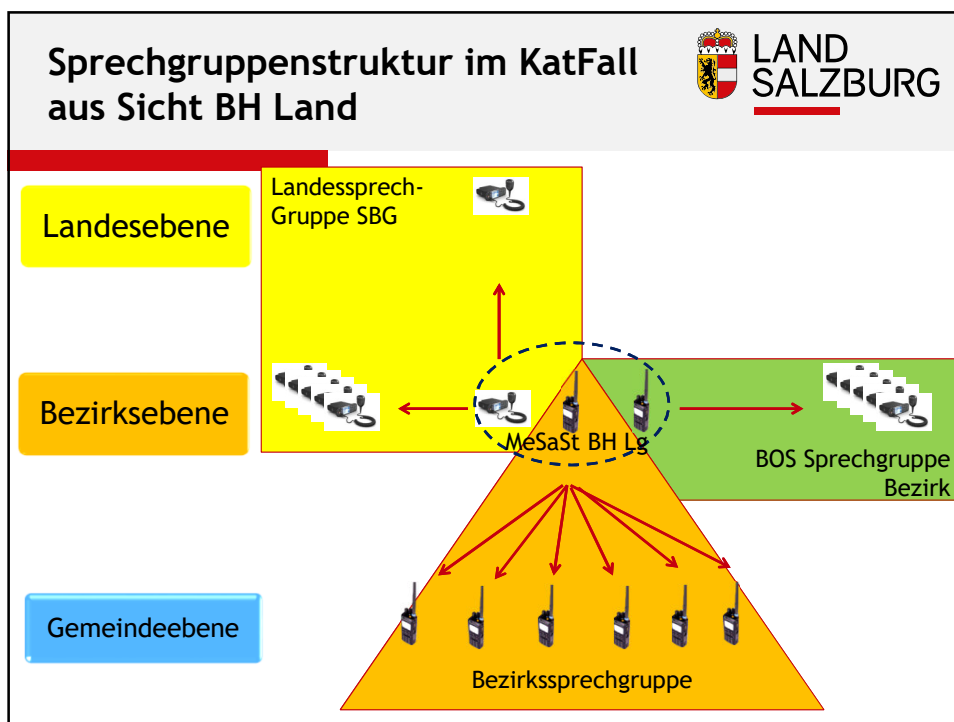 Sprechgruppenstruktur im KatFall
aus Sicht BH Land
LAND
SALZBURG
Landesebene
Landessprech-
Gruppe SBG
Bezirksebene
MeSaSt BH Lg
BOS Sprechgruppe
Bezirk
Gemeindeebene
Bezirkssprechgruppe